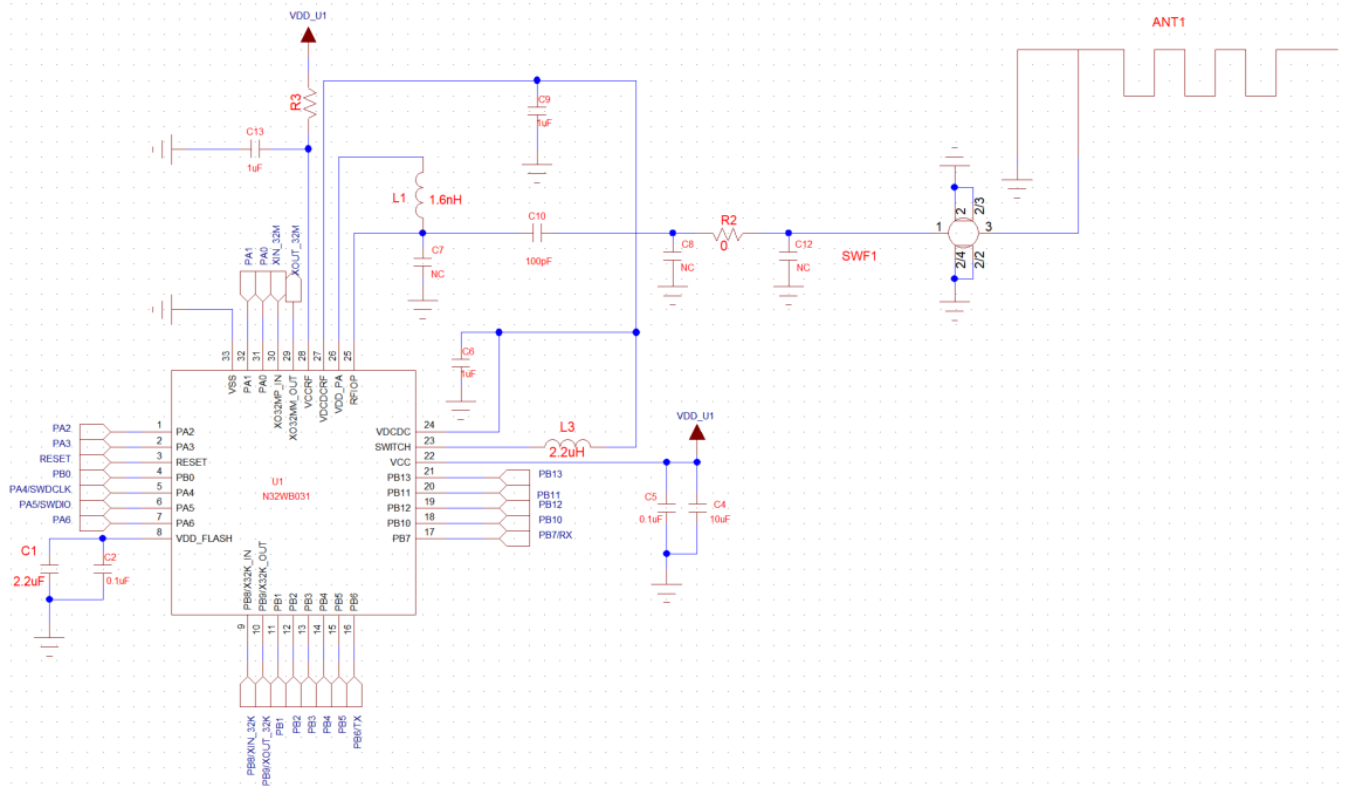 VDD_U1
ANT1
R3
C9
1uF
C13
1uF
L1
1.6nH
C10
100pF
C7
NC
C8
NC
R2
0
C12
NC
SWF1
1
2
2/3
3
2/4
2/2
PA1
PA0
XIN_32M
XOUT_32M
33
32
31
30
29
28
27
26
25
VSS
PA1
PA0
XO32MP_IN
XO32MM_OUT
VCCRF
VDCDCRF
VDD_PA
RFIOP
C6
1uF
L3
2.2uH
VDD_U1
C5
0.1uF
C4
10uF
PA2
1
PA2
PA3
2
PA3
RESET
3
RESET
PB0
4
PB0
PA4/SWDCLK
5
PA4
PA5/SWDIO
6
PA5
PA6
7
PA6
8
VDD_FLASH
U1
N32WB031
VDCDC
24
SWITCH
23
VCC
22
PB13
21
PB13
PB11
20
PB11
PB12
19
PB12
PB10
18
PB10
PB7
17
PB7/RX
C1
2.2uF
C2
0.1uF
PB8/X32K_IN
PB9/X32K_OUT
PB1
PB2
PB3
PB4
PB5
PB6
9
10
11
12
13
14
15
16
PB8/XIN_32K
PB9/XOUT_32K
PB1
PB2
PB3
PB4
PB5
PB6/TX